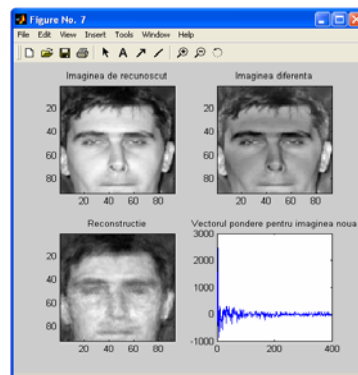 Figure No. 7
File Edit View Insert Tools Window Help
A
Imaginea de recunoscut
20
40
60
80
20 40 60 80
Imaginea diferenta
20
40
60
80
20 40 60 80
Reconstructie
20
40
60
80
20 40 60 80
Vectorul pondere pentru imaginea noua
3000
2000
1000
0
-1000
0 200 400